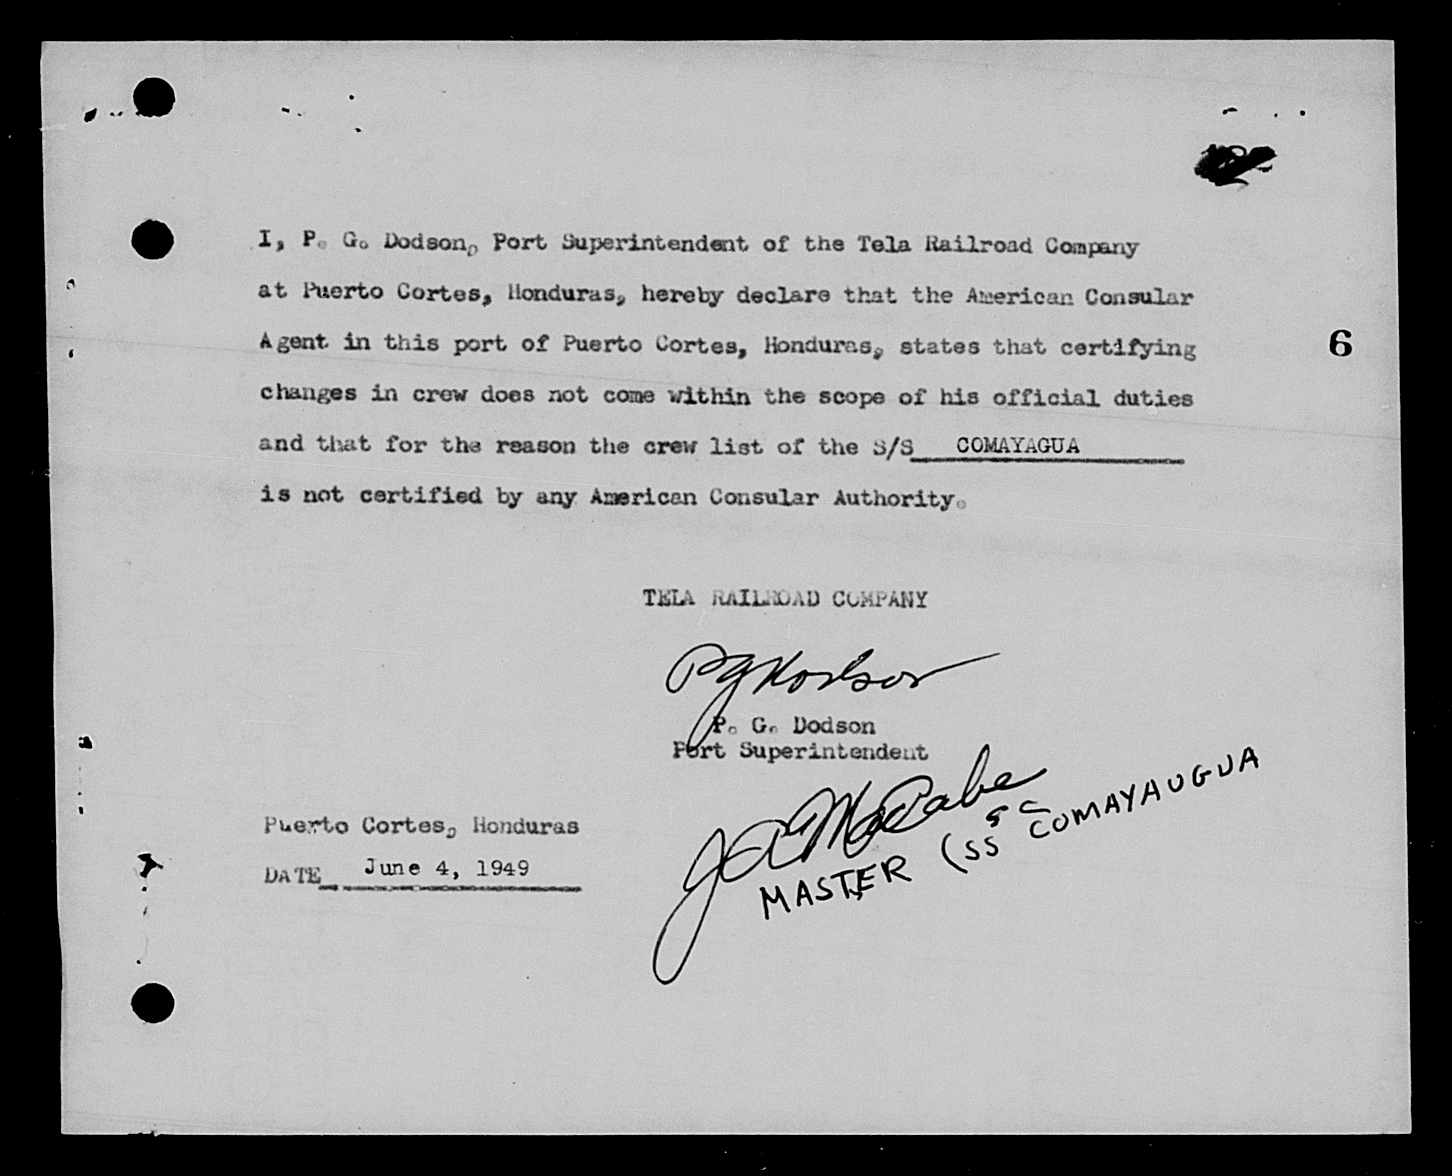 I, P. G. Dodson, Port Superintendent of the Tela Railroad Company
at Puerto Cortes, Honduras, hereby declare that the American Consular
Agent in this port of Puerto Cortes, Honduras, states that certifying
6
changes in crew does not come within the scope of his official duties
and that for the reason the crew list of the S/S COMAYAGUA
is not certified by any American Consular Authority.
TELA RAILROAD COMPANY
PG Dodson
P. G. Dodson
Port Superintendent
JA McCabe
MASTER (SS COMAYAUGUA
Puerto Cortes, Honduras
DATE June 4, 1949